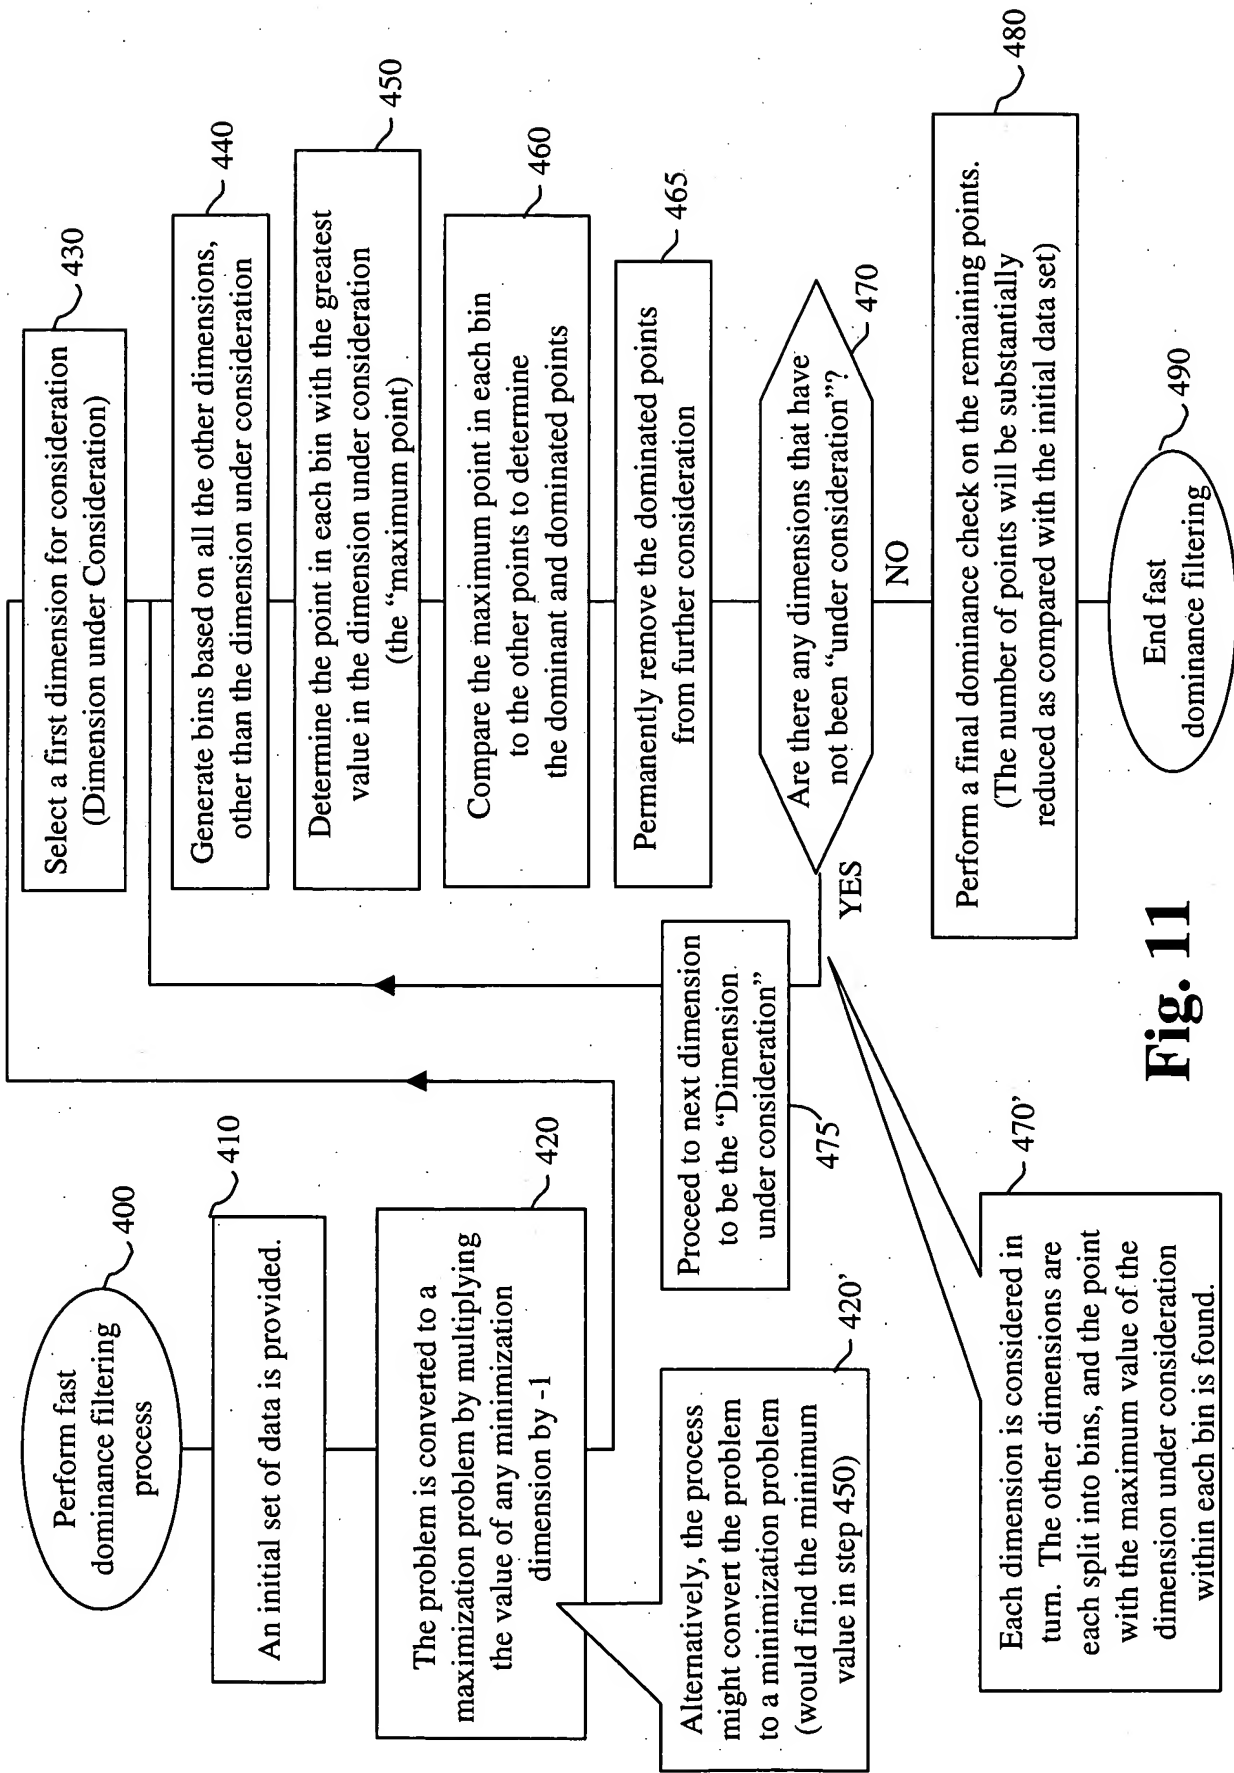 Perform fast
dominance filtering
process
400
An initial set of data is provided.
410
The problem is converted to a
maximization problem by multiplying
the value of any minimization
dimension by -1
420
Alternatively, the process
might convert the problem
to a minimization problem
(would find the minimum
value in step 450)
420'
Select a first dimension for consideration
(Dimension under Consideration)
430
Generate bins based on all the other dimensions,
other than the dimension under consideration
440
Determine the point in each bin with the greatest
value in the dimension under consideration
(the “maximum point)
450
Compare the maximum point in each bin
to the other points to determine
the dominant and dominated points
460
Permanently remove the dominated points
from further consideration
465
Are there any dimensions that have
not been “under consideration”?
470
YES
NO
Proceed to next dimension
to be the “Dimension
under consideration”
475
Each dimension is considered in
turn. The other dimensions are
each split into bins, and the point
with the maximum value of the
dimension under consideration
within each bin is found.
470'
Perform a final dominance check on the remaining points.
(The number of points will be substantially
reduced as compared with the initial data set)
480
End fast
dominance filtering
490
Fig. 11